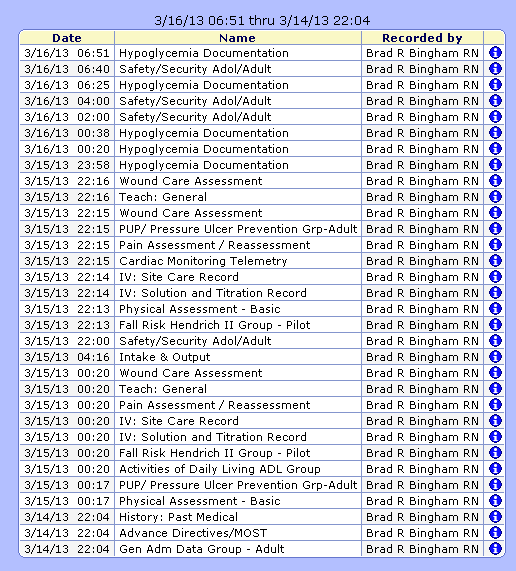 3/16/13 06:51 thru 3/14/13 22:04
Date Name Recorded by
3/16/13 06:51 Hypoglycemia Documentation Brad R Bingham RN
3/16/13 06:40 Safety/Security Adol/Adult Brad R Bingham RN
3/16/13 06:25 Hypoglycemia Documentation Brad R Bingham RN
3/16/13 04:00 Safety/Security Adol/Adult Brad R Bingham RN
3/16/13 02:00 Safety/Security Adol/Adult Brad R Bingham RN
3/16/13 00:38 Hypoglycemia Documentation Brad R Bingham RN
3/16/13 00:20 Hypoglycemia Documentation Brad R Bingham RN
3/15/13 23:58 Hypoglycemia Documentation Brad R Bingham RN
3/15/13 22:16 Wound Care Assessment Brad R Bingham RN
3/15/13 22:16 Teach: General Brad R Bingham RN
3/15/13 22:15 Wound Care Assessment Brad R Bingham RN
3/15/13 22:15 PUP/ Pressure Ulcer Prevention Grp-Adult Brad R Bingham RN
3/15/13 22:15 Pain Assessment / Reassessment Brad R Bingham RN
3/15/13 22:15 Cardiac Monitoring Telemetry Brad R Bingham RN
3/15/13 22:14 IV: Site Care Record Brad R Bingham RN
3/15/13 22:14 IV: Solution and Titration Record Brad R Bingham RN
3/15/13 22:13 Physical Assessment - Basic Brad R Bingham RN
3/15/13 22:13 Fall Risk Hendrich II Group - Pilot Brad R Bingham RN
3/15/13 22:00 Safety/Security Adol/Adult Brad R Bingham RN
3/15/13 04:16 Intake & Output Brad R Bingham RN
3/15/13 00:20 Wound Care Assessment Brad R Bingham RN
3/15/13 00:20 Teach: General Brad R Bingham RN
3/15/13 00:20 Pain Assessment / Reassessment Brad R Bingham RN
3/15/13 00:20 IV: Site Care Record Brad R Bingham RN
3/15/13 00:20 IV: Solution and Titration Record Brad R Bingham RN
3/15/13 00:20 Fall Risk Hendrich II Group - Pilot Brad R Bingham RN
3/15/13 00:20 Activities of Daily Living ADL Group Brad R Bingham RN
3/15/13 00:17 PUP/ Pressure Ulcer Prevention Grp-Adult Brad R Bingham RN
3/15/13 00:17 Physical Assessment - Basic Brad R Bingham RN
3/14/13 22:04 History: Past Medical Brad R Bingham RN
3/14/13 22:04 Advance Directives/MOST Brad R Bingham RN
3/14/13 22:04 Gen Adm Data Group - Adult Brad R Bingham RN